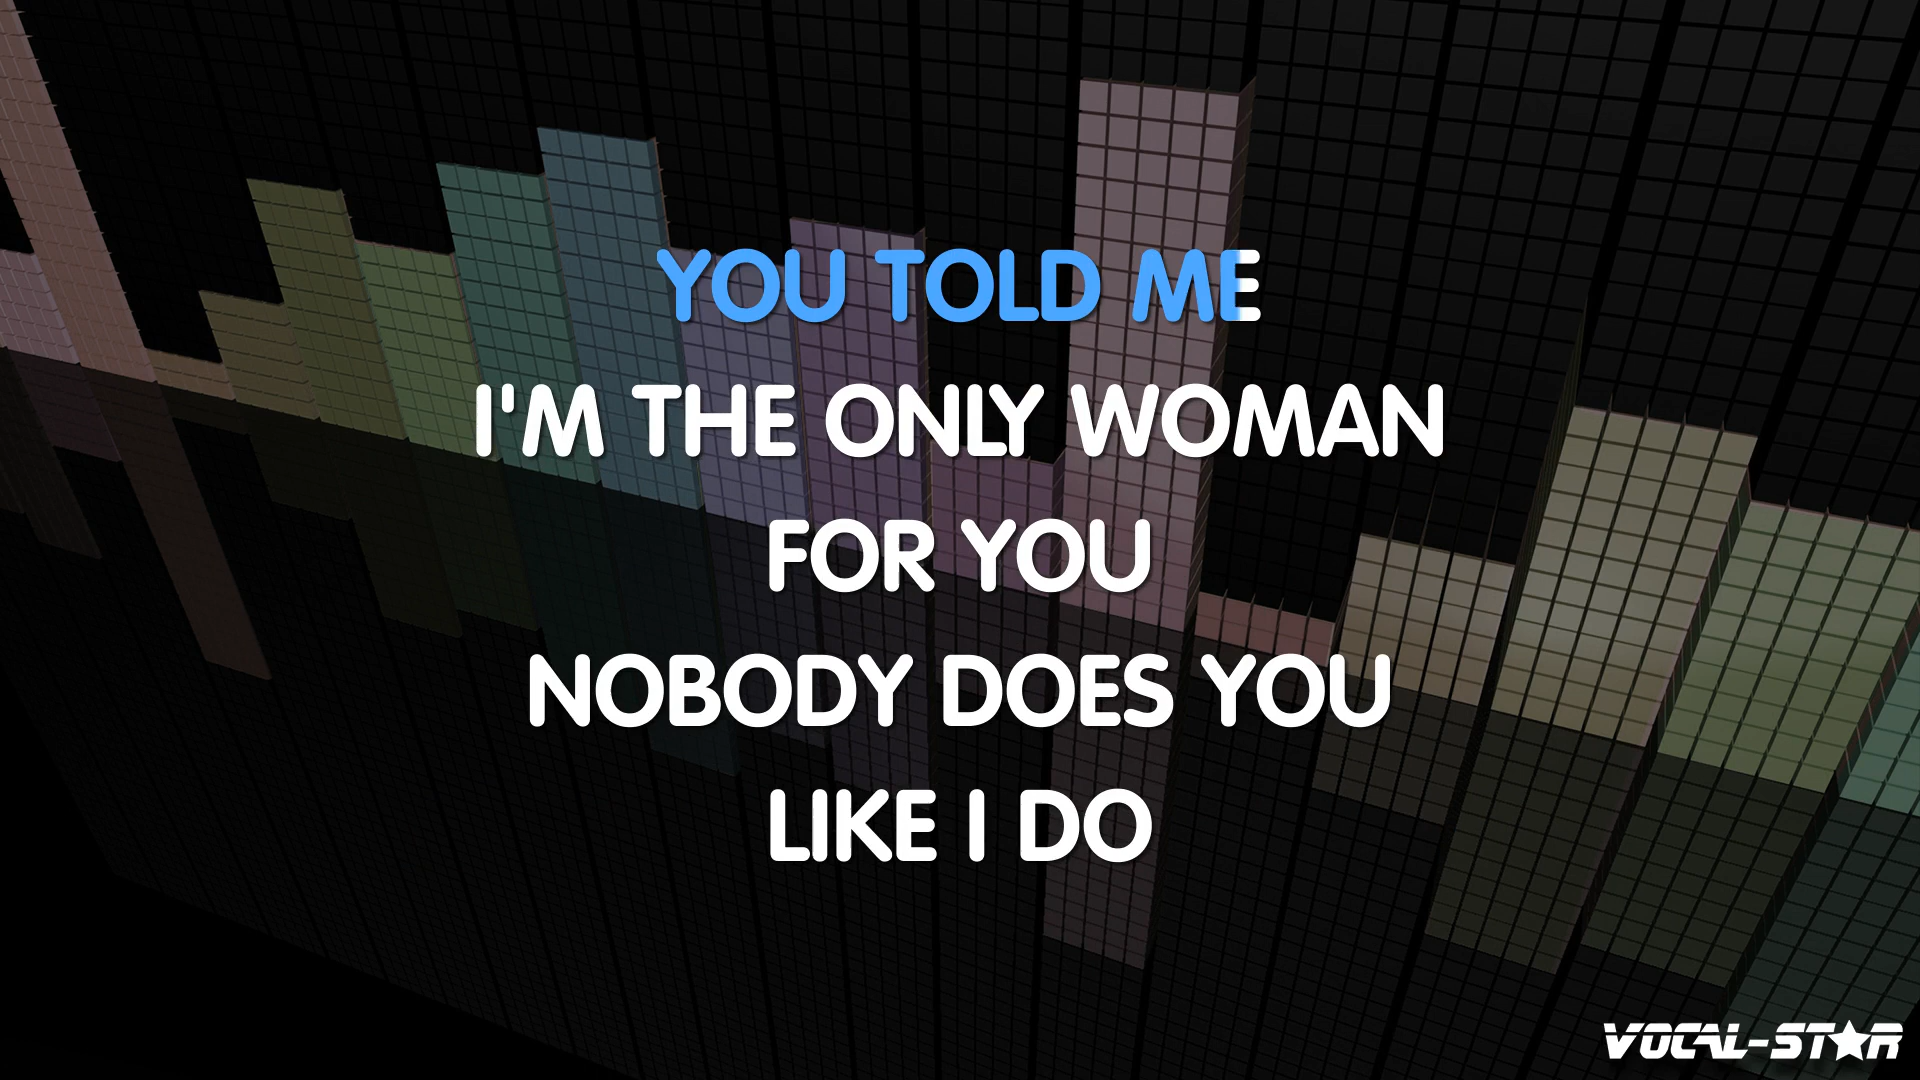 YOU TOLD ME
I'M THE ONLY WOMAN
FOR YOU
NOBODY DOES YOU
LIKE I DO
VOCAL-STAR